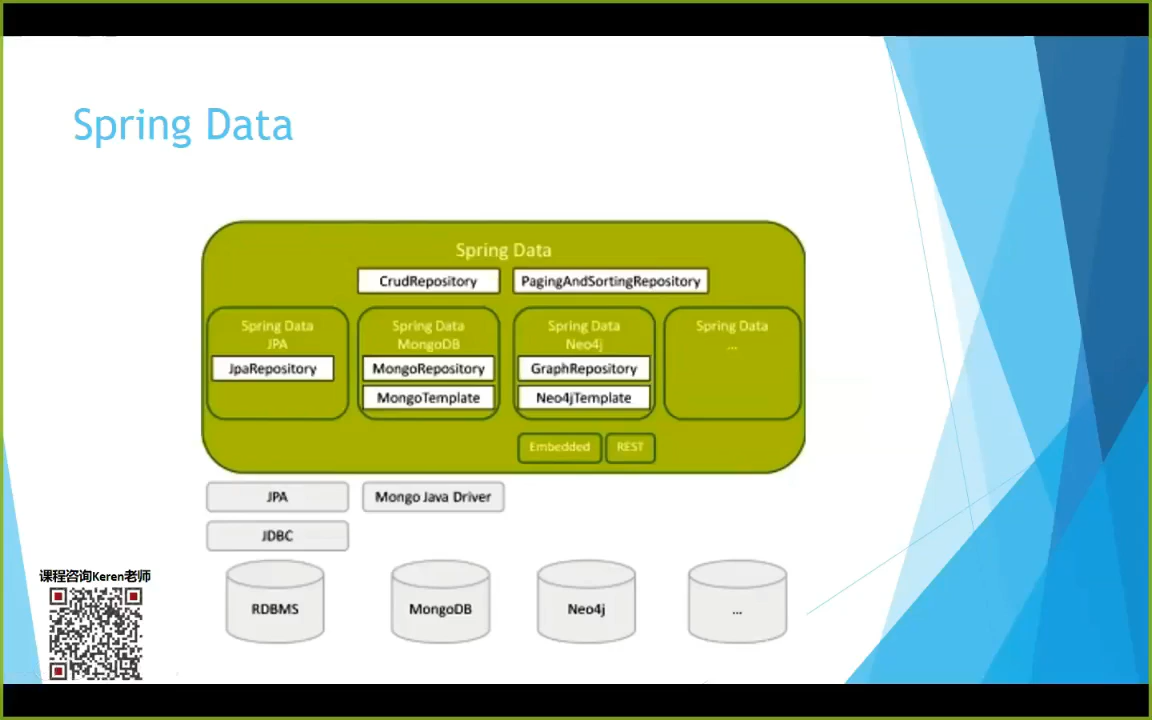 Spring Data
Spring Data
CrudRepository
PagingAndSortingRepository
Spring Data
JPA
JpaRepository
Spring Data
MongoDB
MongoRepository
MongoTemplate
Spring Data
Neo4j
GraphRepository
Neo4jTemplate
Spring Data
...
Embedded
REST
JPA
Mongo Java Driver
JDBC
RDBMS
MongoDB
Neo4j
...
课程咨询Keren老师